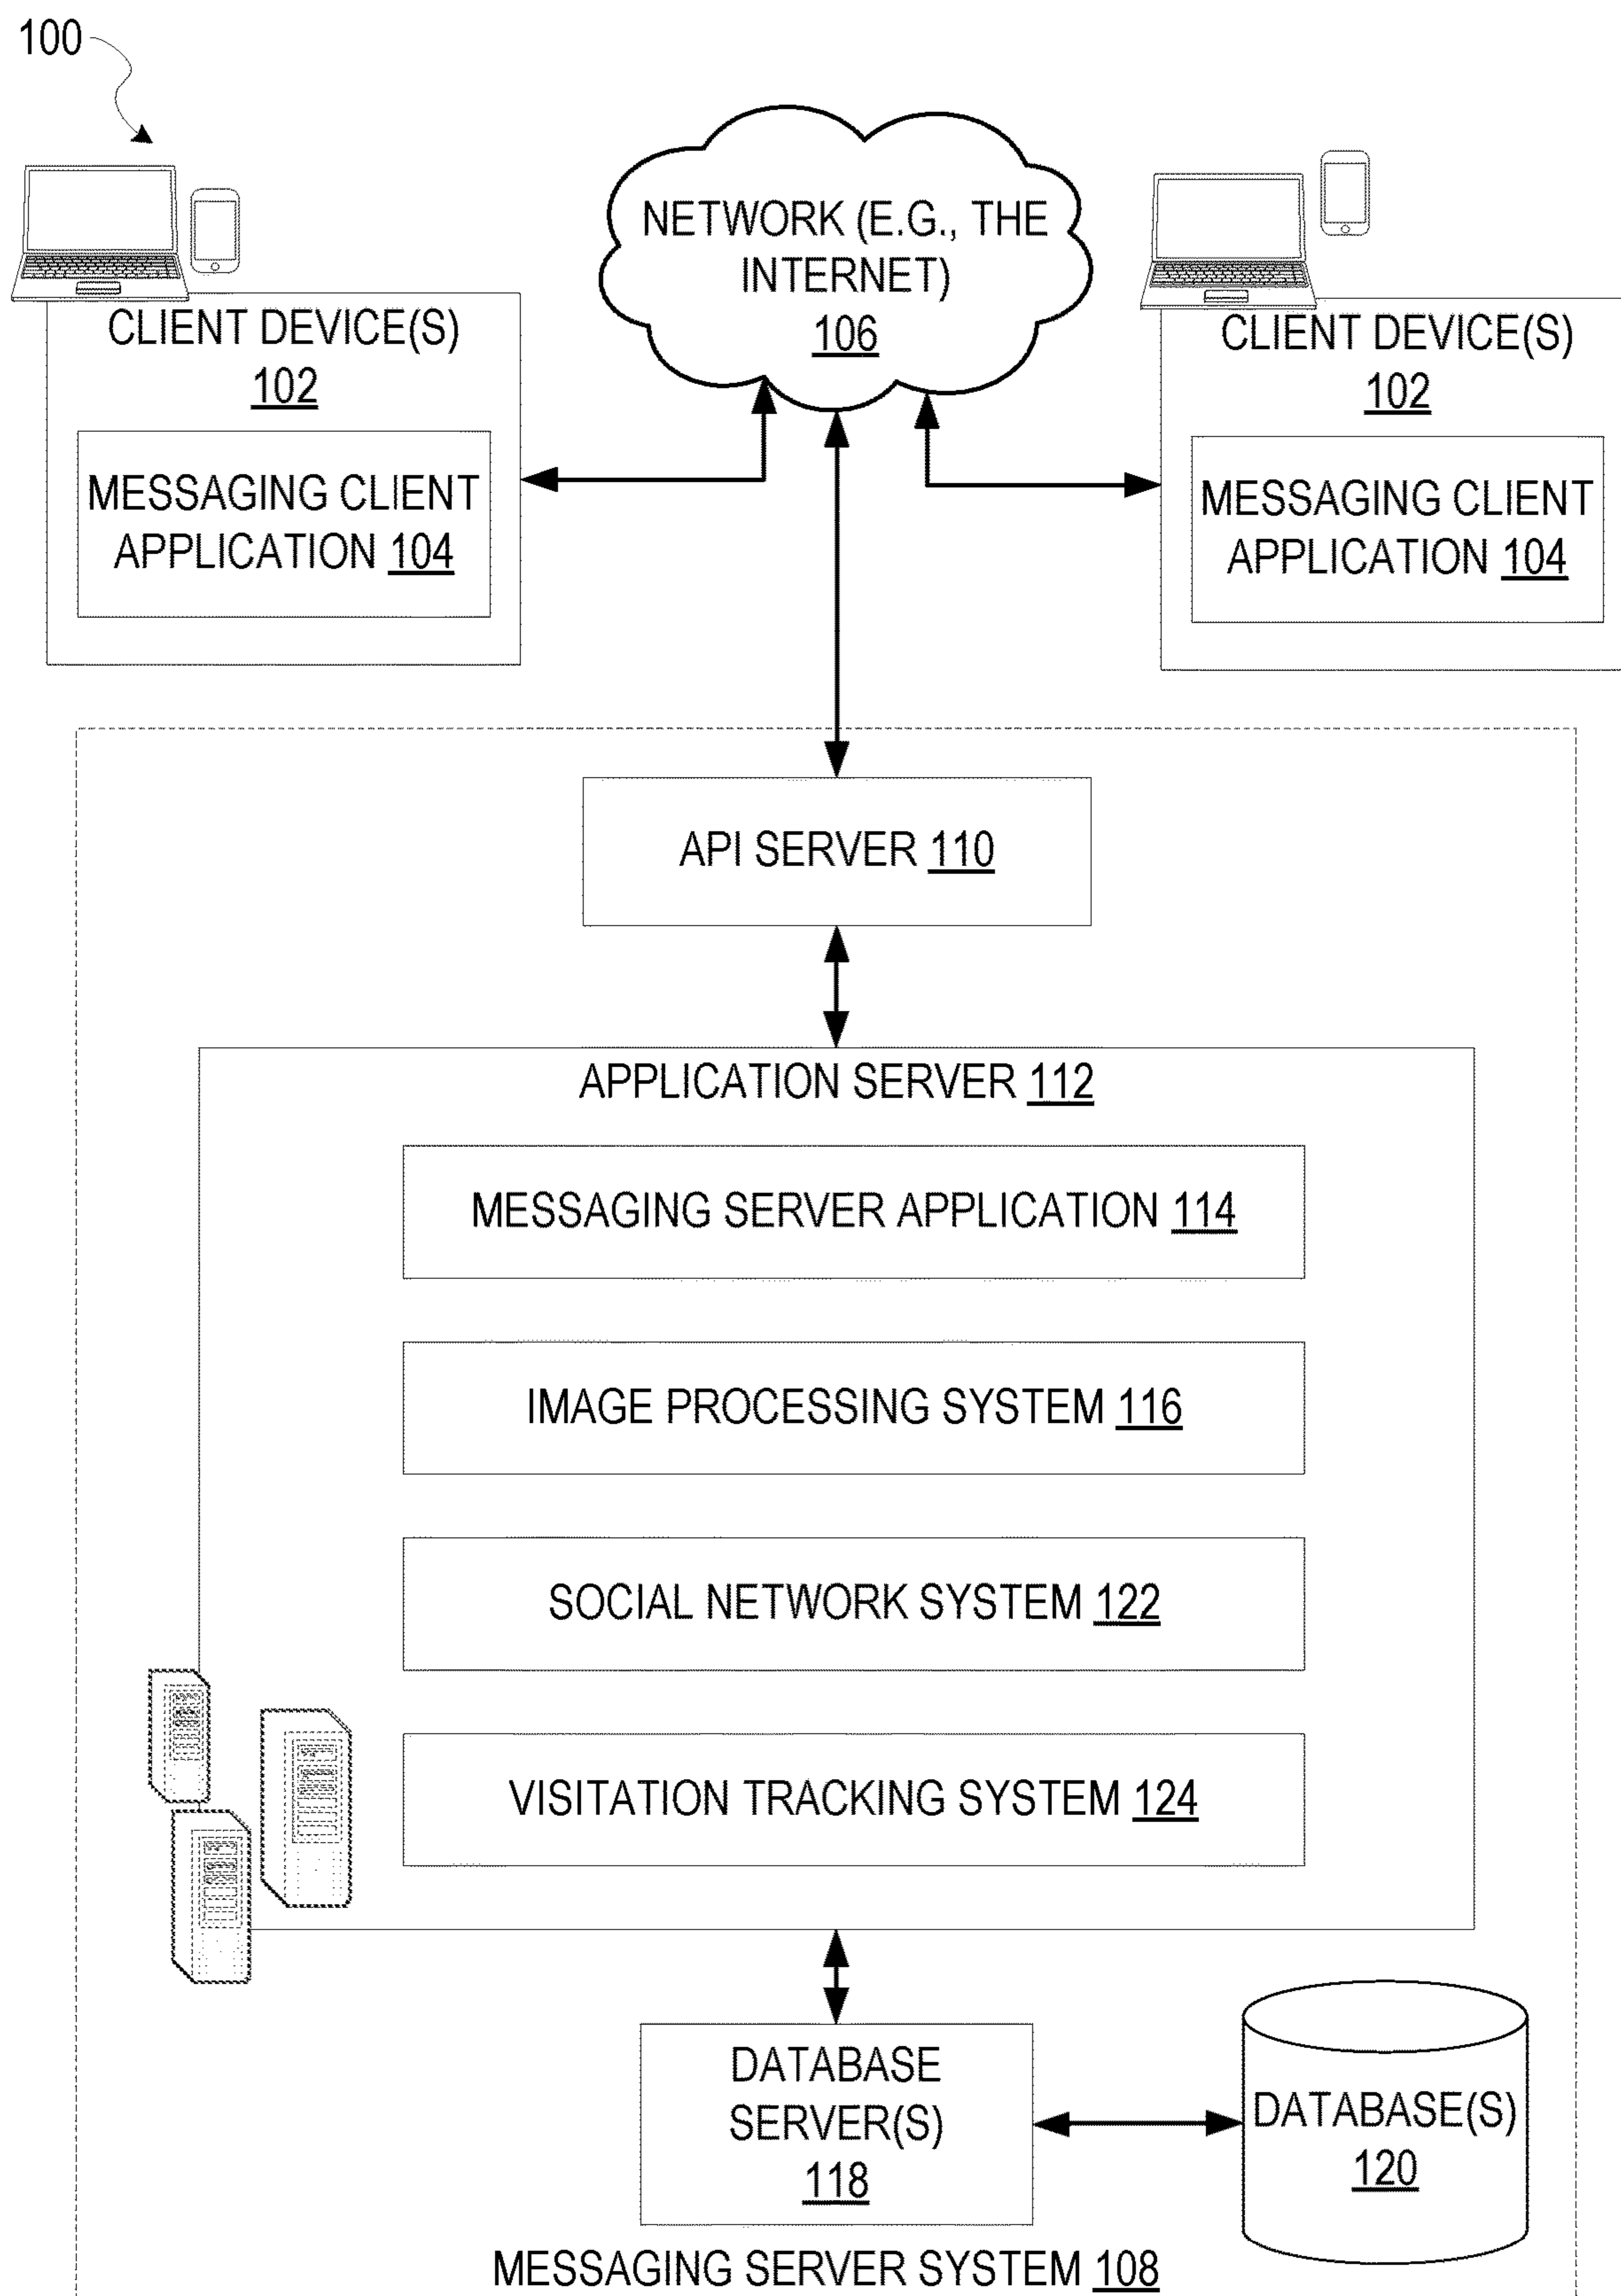 100
NETWORK (E.G., THE
INTERNET)
106
CLIENT DEVICE(S)
102
MESSAGING CLIENT
APPLICATION 104
CLIENT DEVICE(S)
102
MESSAGING CLIENT
APPLICATION 104
API SERVER 110
APPLICATION SERVER 112
MESSAGING SERVER APPLICATION 114
IMAGE PROCESSING SYSTEM 116
SOCIAL NETWORK SYSTEM 122
VISITATION TRACKING SYSTEM 124
DATABASE
SERVER(S)
118
DATABASE(S)
120
MESSAGING SERVER SYSTEM 108